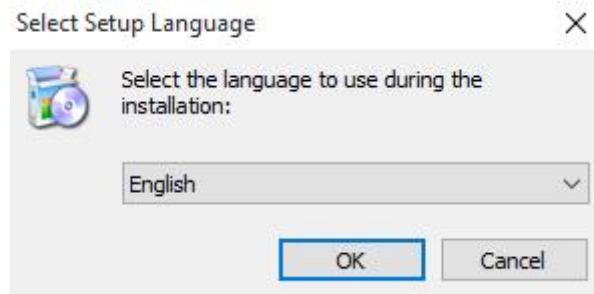 Select Setup Language
Select the language to use during the
installation:
English
OK
Cancel